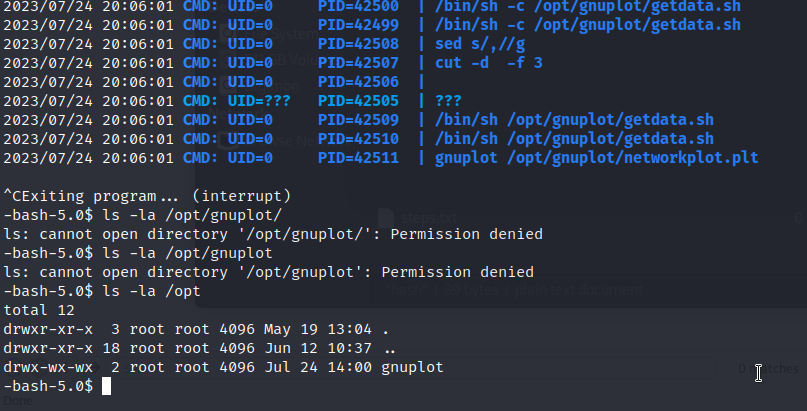 2023/07/24 20:06:01 CMD: UID=0     PID=42500  | /bin/sh -c /opt/gnuplot/getdata.sh
2023/07/24 20:06:01 CMD: UID=0     PID=42499  | /bin/sh -c /opt/gnuplot/getdata.sh
2023/07/24 20:06:01 CMD: UID=0     PID=42508  | sed s/,//g
2023/07/24 20:06:01 CMD: UID=0     PID=42507  | cut -d  -f 3
2023/07/24 20:06:01 CMD: UID=0     PID=42506  |
2023/07/24 20:06:01 CMD: UID=???   PID=42505  | ???
2023/07/24 20:06:01 CMD: UID=0     PID=42509  | /bin/sh /opt/gnuplot/getdata.sh
2023/07/24 20:06:01 CMD: UID=0     PID=42510  | /bin/sh /opt/gnuplot/getdata.sh
2023/07/24 20:06:01 CMD: UID=0     PID=42511  | gnuplot /opt/gnuplot/networkplot.plt
^CExiting program... (interrupt)
-bash-5.0$ ls -la /opt/gnuplot/
steps.txt
ls: cannot open directory '/opt/gnuplot/': Permission denied
-bash-5.0$ ls -la /opt/gnuplot
ls: cannot open directory '/opt/gnuplot': Permission denied
-bash-5.0$ ls -la /opt
total 12
drwxr-xr-x  3 root root 4096 May 19 13:04 .
drwxr-xr-x 18 root root 4096 Jun 12 10:37 ..
drwx-wx-wx  2 root root 4096 Jul 24 14:00 gnuplot
-bash-5.0$
Done